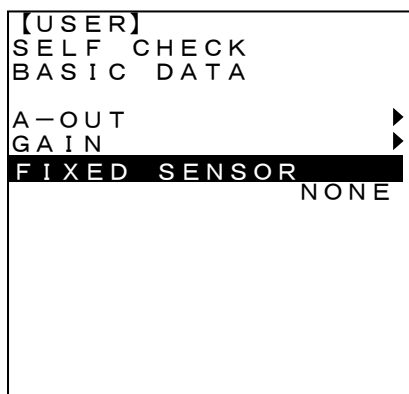 【USER】
SELF CHECK
BASIC DATA
A－OUT
GAIN
FIXED SENSOR
NONE